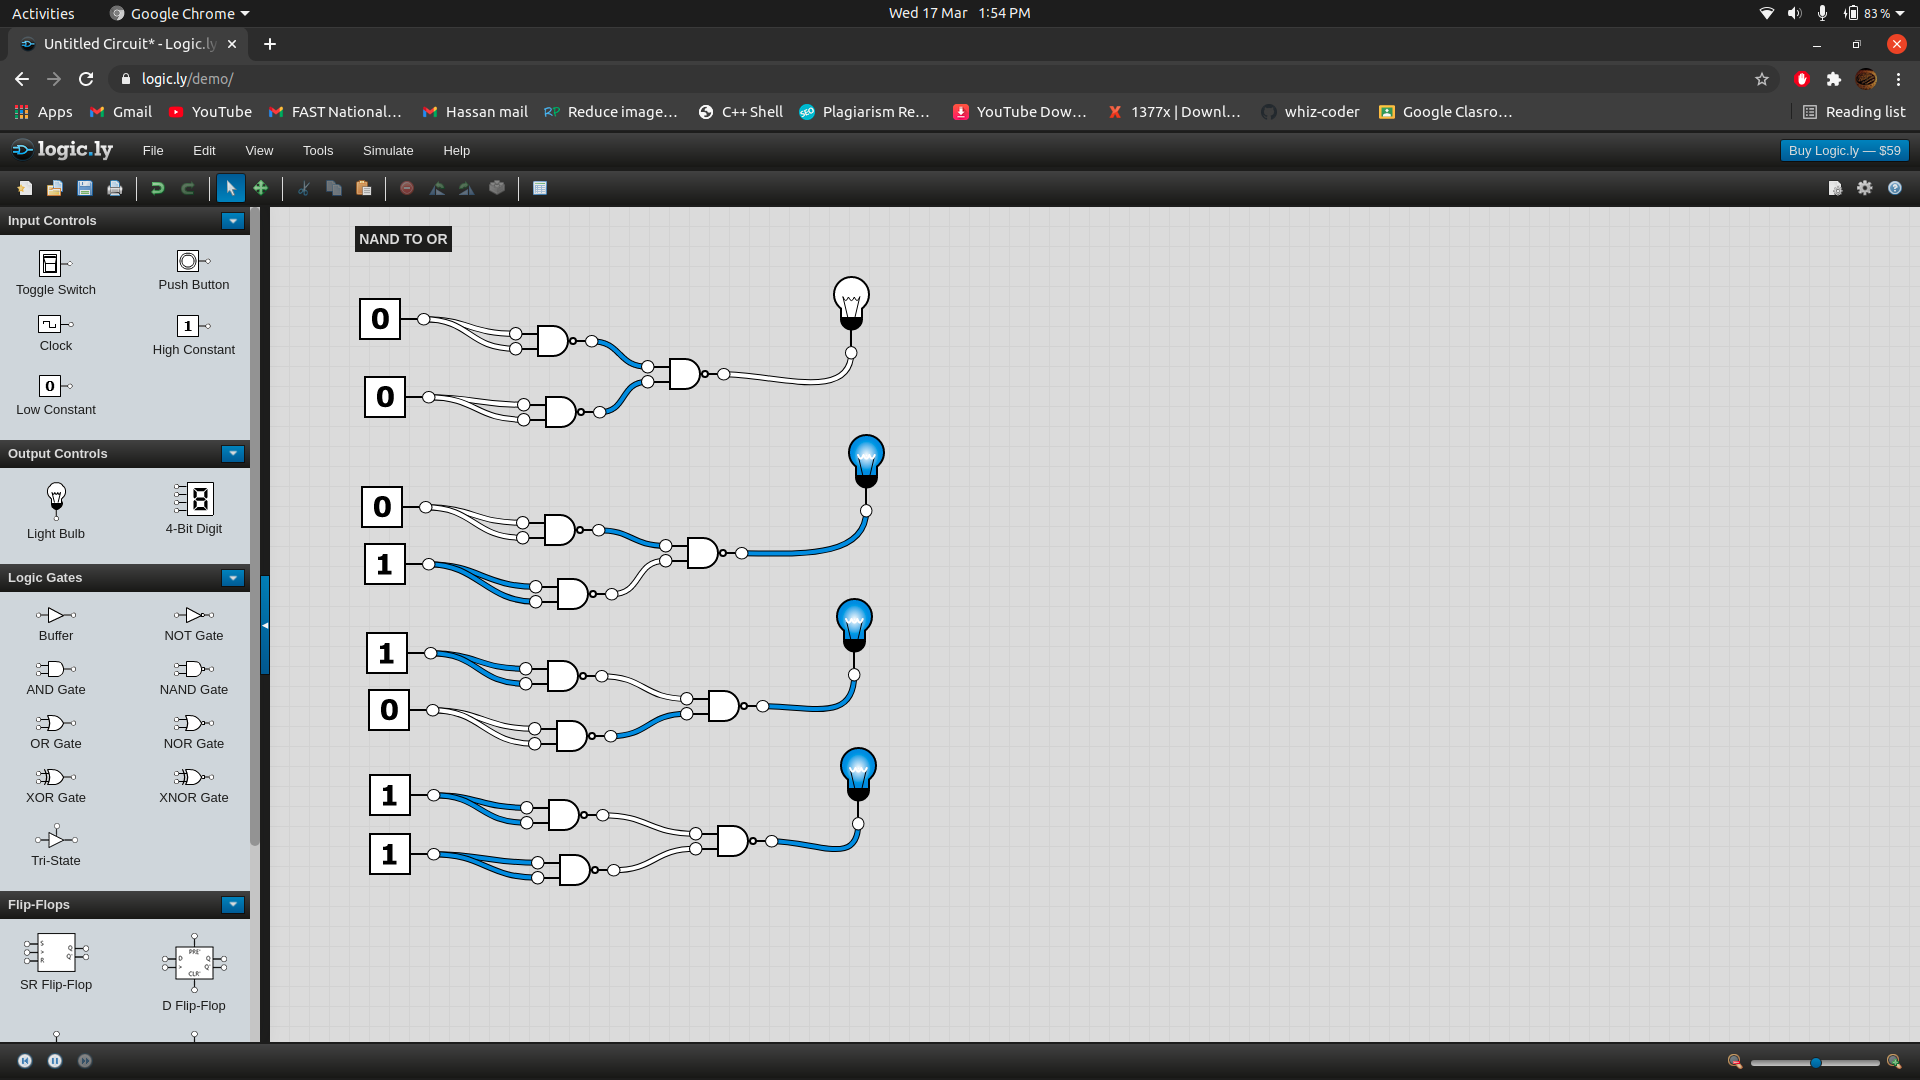 Activities
Google Chrome
Wed 17 Mar 1:54 PM
83 %
Untitled Circuit* - Logic.ly
logic.ly/demo/
Apps
Gmail
YouTube
FAST National…
Hassan mail
RP Reduce image…
C++ Shell
SEO Plagiarism Re…
YouTube Dow…
X 1377x | Downl…
whiz-coder
Google Clasro…
Reading list
logic.ly
File
Edit
View
Tools
Simulate
Help
Buy Logic.ly — $59
Input Controls
Toggle Switch
Push Button
Clock
1
High Constant
0
Low Constant
Output Controls
Light Bulb
4-Bit Digit
Logic Gates
Buffer
NOT Gate
AND Gate
NAND Gate
OR Gate
NOR Gate
XOR Gate
XNOR Gate
Tri-State
Flip-Flops
S
>
R
Q
Q'
SR Flip-Flop
PRE'
D
>
Q
Q'
CLR'
D Flip-Flop
NAND TO OR
0
0
0
1
1
0
1
1